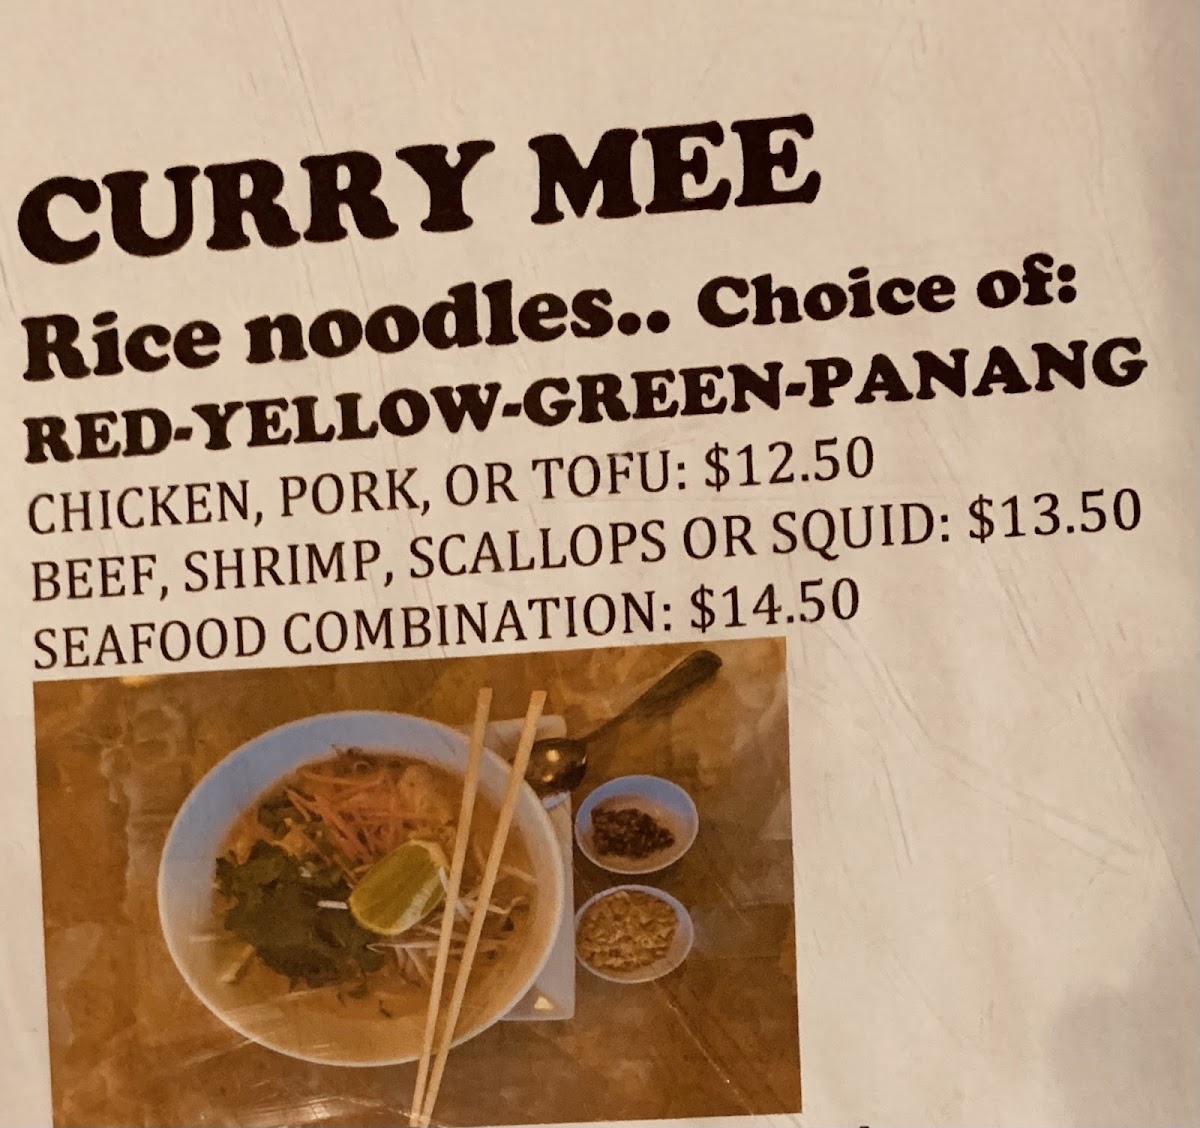 CURRY MEE
Rice noodles.. Choice of:
RED-YELLOW-GREEN-PANANG
CHICKEN, PORK, OR TOFU: $12.50
BEEF, SHRIMP, SCALLOPS OR SQUID: $13.50
SEAFOOD COMBINATION: $14.50